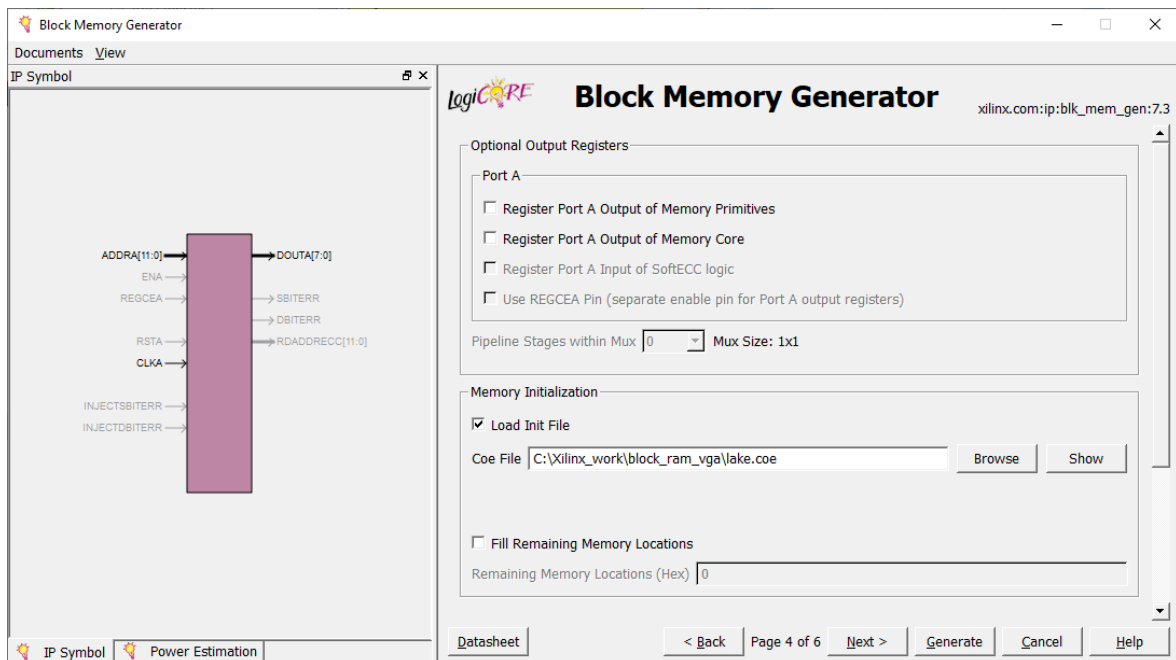 Block Memory Generator
Documents View
IP Symbol
ADDRA[11:0]
DOUTA[7:0]
ENA
REGCEA
SBITERR
DBITERR
RSTA
RDADDRECC[11:0]
CLKA
INJECTSBITERR
INJECTDBITERR
IP Symbol
Power Estimation
LogiCORE
Block Memory Generator
xilinx.com:ip:blk_mem_gen:7.3
Optional Output Registers
Port A
Register Port A Output of Memory Primitives
Register Port A Output of Memory Core
Register Port A Input of SoftECC logic
Use REGCEA Pin (separate enable pin for Port A output registers)
Pipeline Stages within Mux 0 Mux Size: 1x1
Memory Initialization
Load Init File
Coe File C:\Xilinx_work\block_ram_vga\lake.coe Browse Show
Fill Remaining Memory Locations
Remaining Memory Locations (Hex) 0
Datasheet < Back Page 4 of 6 Next > Generate Cancel Help